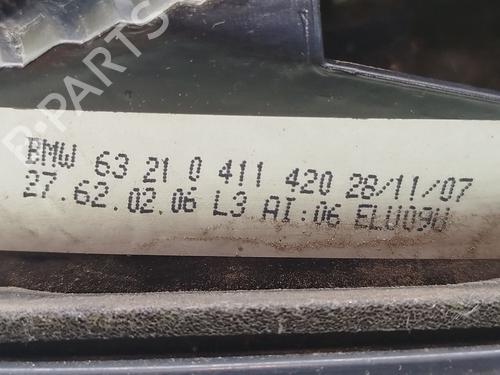 B-PARTS
BMW 63 21 0 411 420 28/11/07
27.62.02.06 L3 AI:06 ELU09U